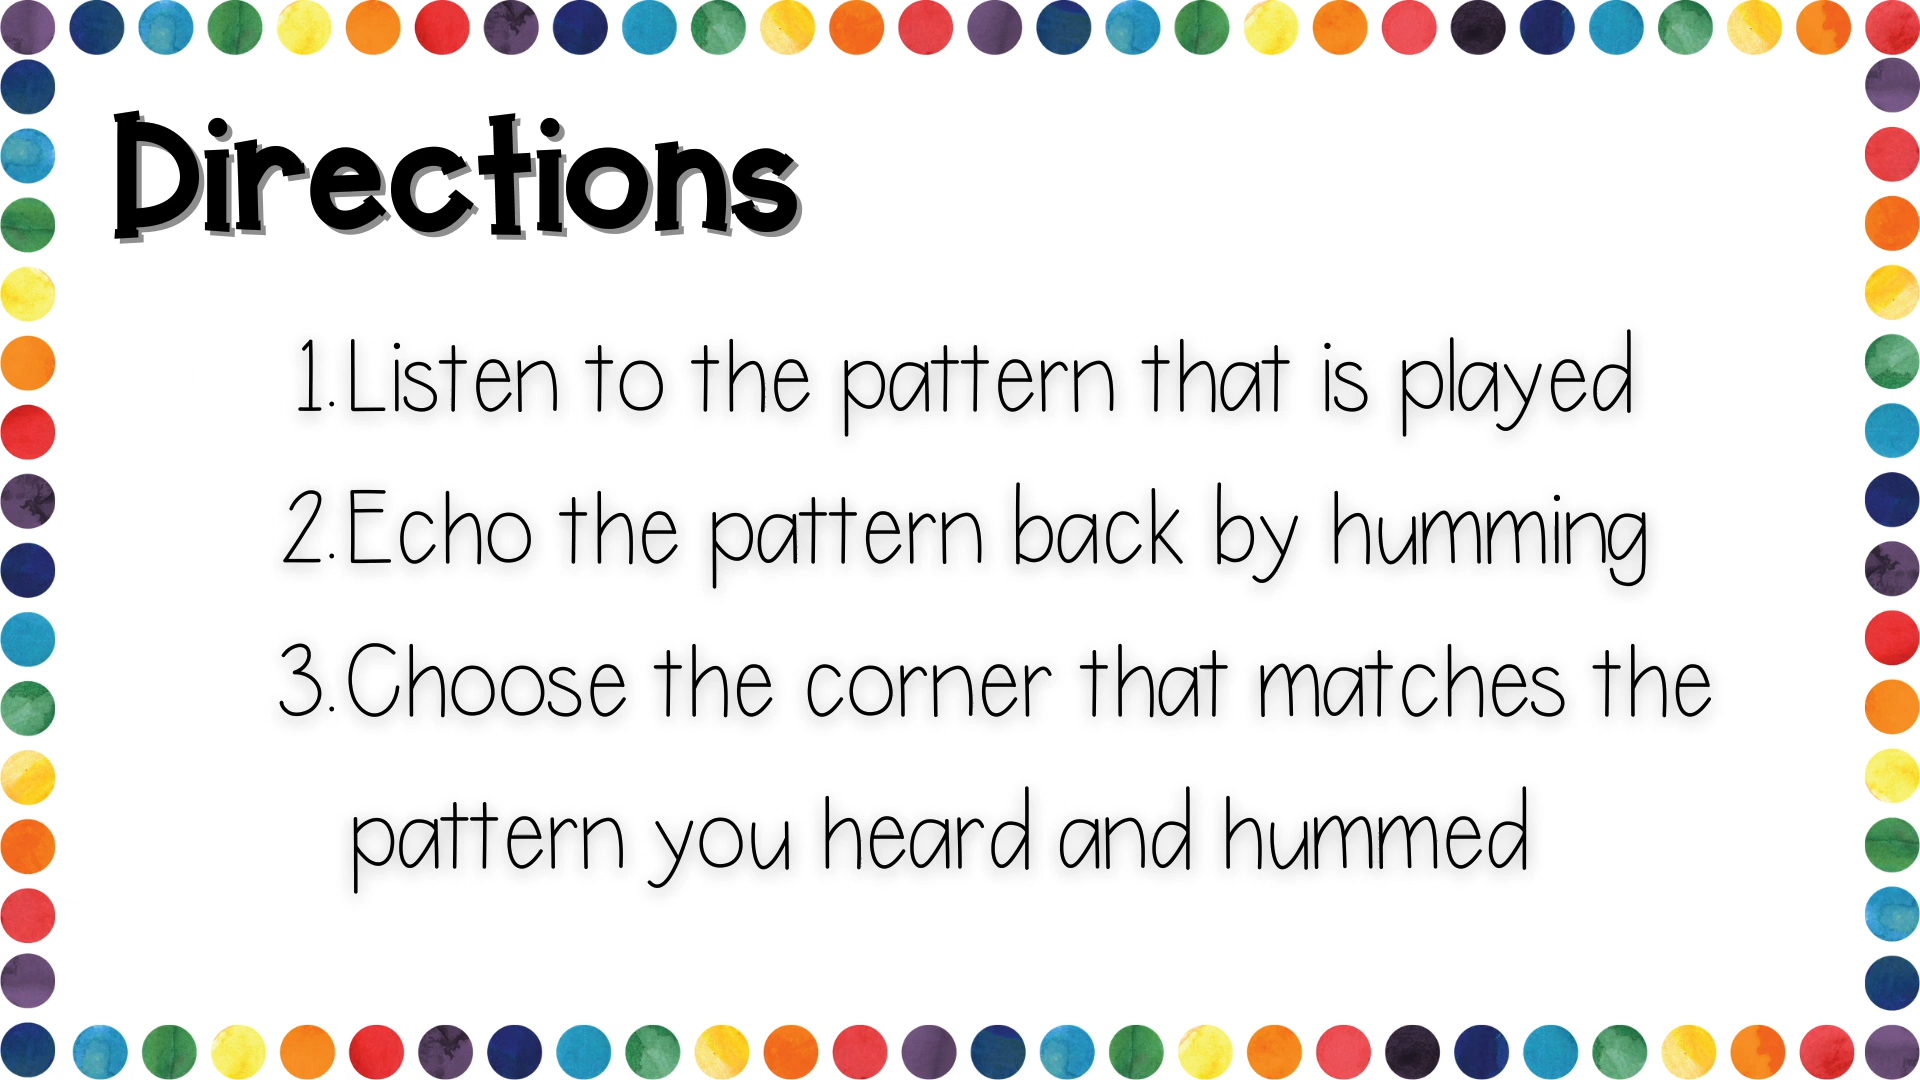 Directions
1. Listen to the pattern that is played
2. Echo the pattern back by humming
3. Choose the corner that matches the
pattern you heard and hummed